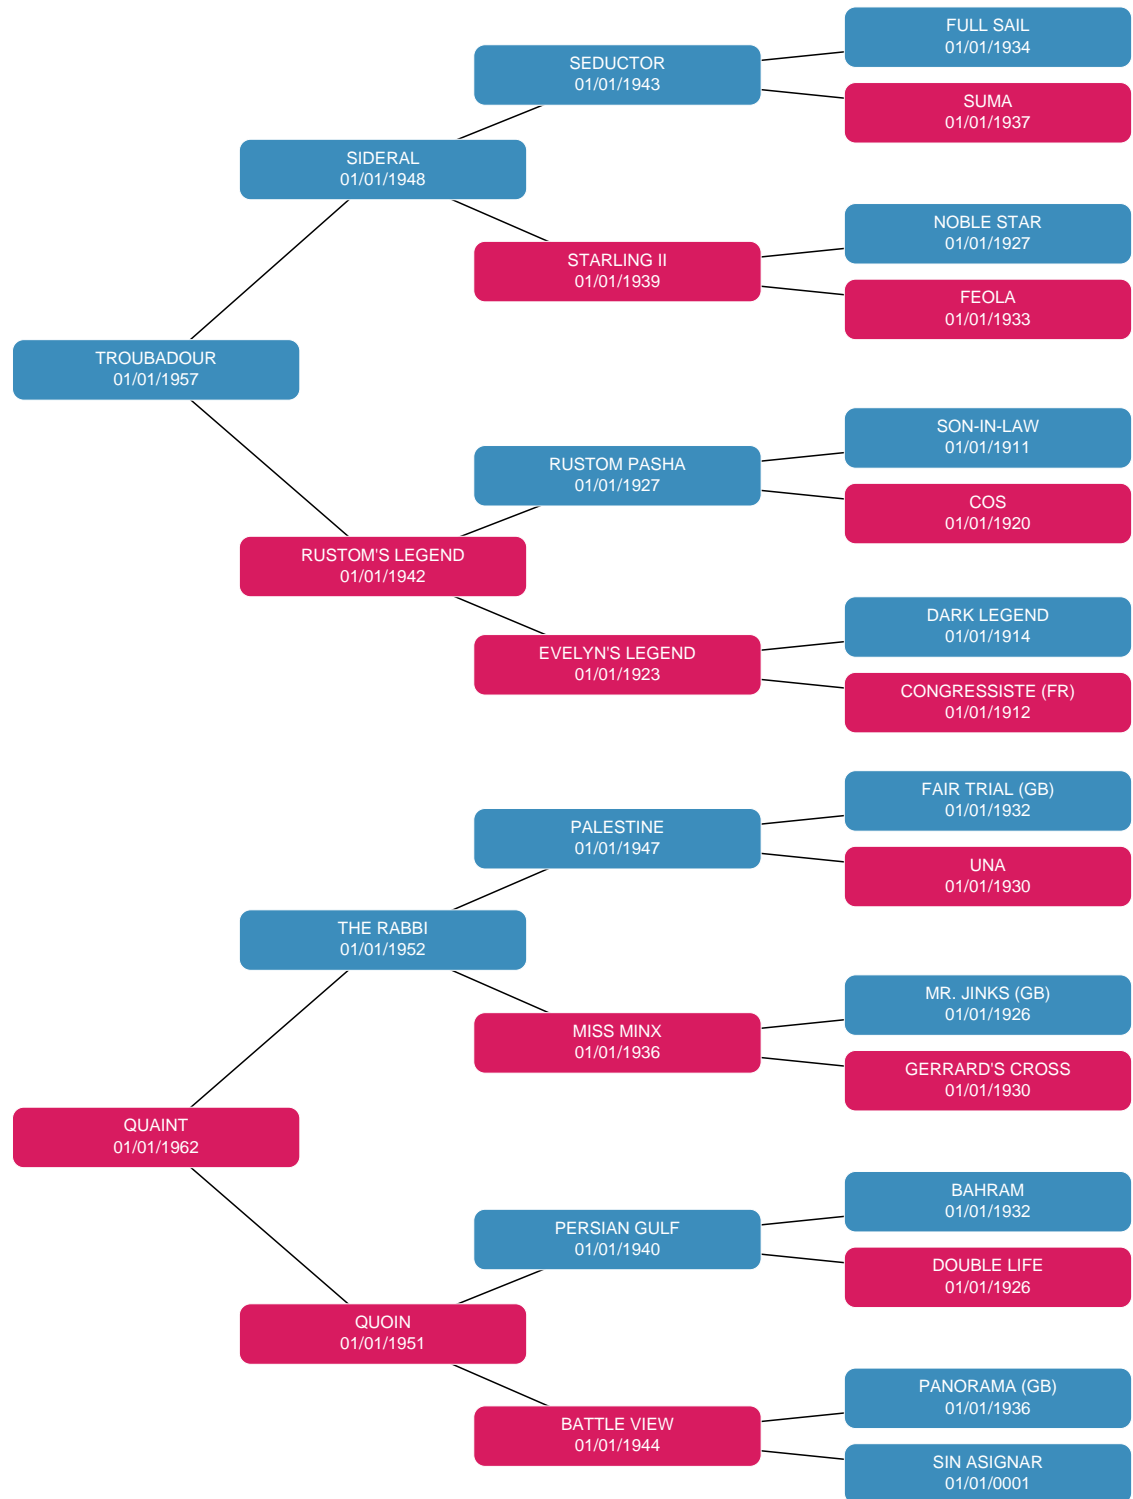 FULL SAIL
01/01/1934
SEDUCTOR
01/01/1943
SUMA
01/01/1937
SIDERAL
01/01/1948
NOBLE STAR
01/01/1927
STARLING II
01/01/1939
FEOLA
01/01/1933
TROUBADOUR
01/01/1957
SON-IN-LAW
01/01/1911
RUSTOM PASHA
01/01/1927
COS
01/01/1920
RUSTOM'S LEGEND
01/01/1942
DARK LEGEND
01/01/1914
EVELYN'S LEGEND
01/01/1923
CONGRESSISTE (FR)
01/01/1912
FAIR TRIAL (GB)
01/01/1932
PALESTINE
01/01/1947
UNA
01/01/1930
THE RABBI
01/01/1952
MR. JINKS (GB)
01/01/1926
MISS MINX
01/01/1936
GERRARD'S CROSS
01/01/1930
QUAINT
01/01/1962
BAHRAM
01/01/1932
PERSIAN GULF
01/01/1940
DOUBLE LIFE
01/01/1926
QUOIN
01/01/1951
PANORAMA (GB)
01/01/1936
BATTLE VIEW
01/01/1944
SIN ASIGNAR
01/01/0001